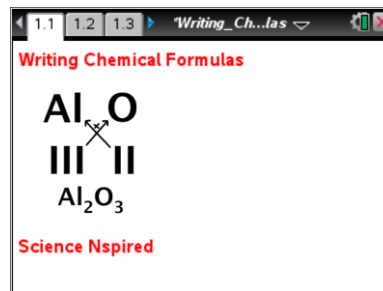 1.1 1.2 1.3 "Writing_Ch...las
Writing Chemical Formulas
Al O
III II
Al₂O₃
Science Nspired